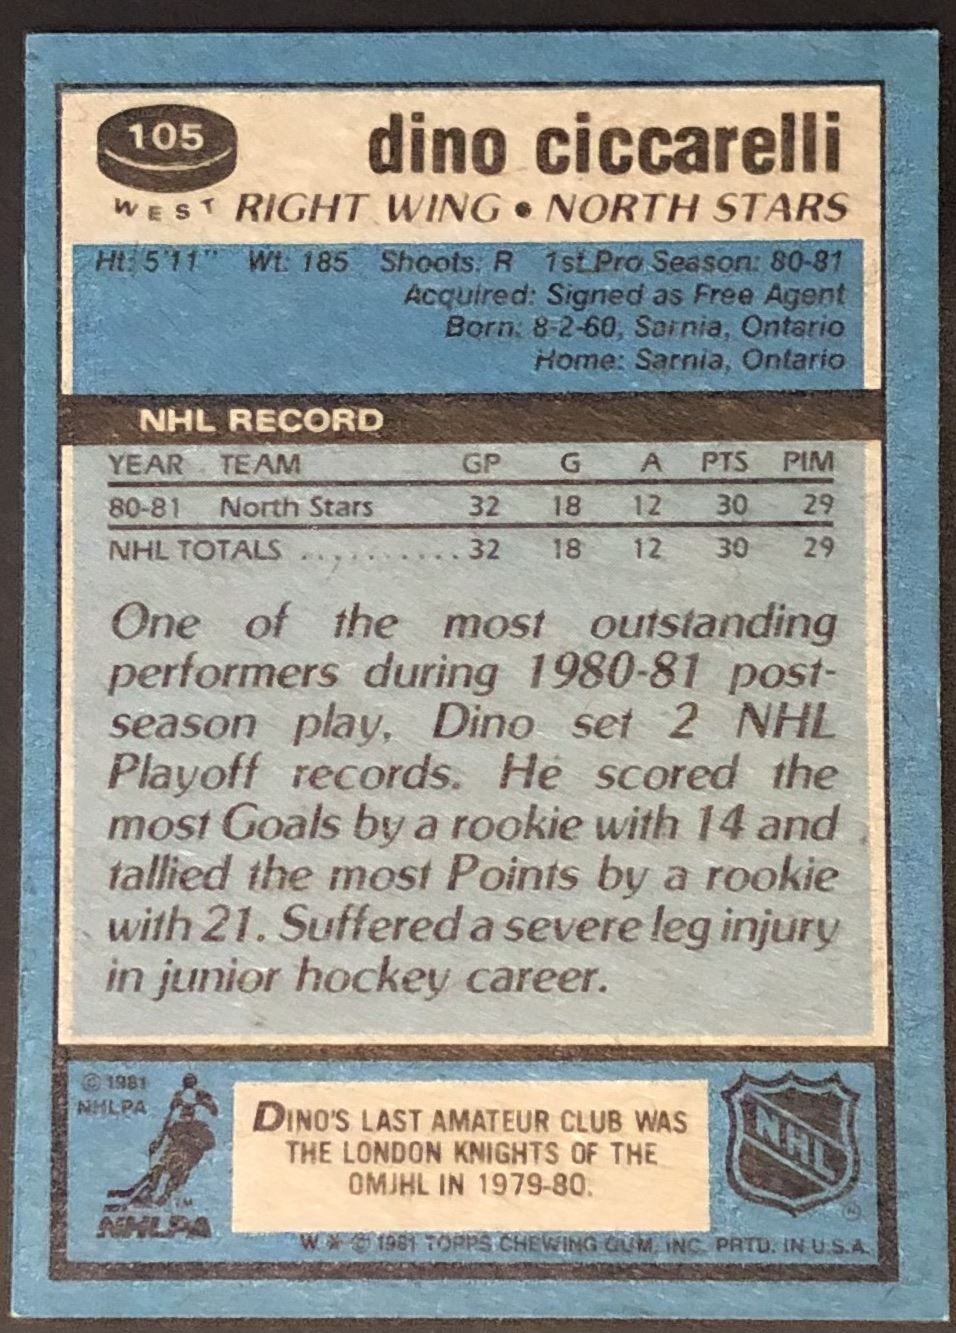 105
dino ciccarelli
WEST RIGHT WING • NORTH STARS
Ht: 5'11" Wt: 185 Shoots: R 1st Pro Season: 80-81
Acquired: Signed as Free Agent
Born: 8-2-60, Sarnia, Ontario
Home: Sarnia, Ontario
NHL RECORD
YEAR TEAM GP G A PTS PIM
80-81 North Stars 32 18 12 30 29
NHL TOTALS .......... 32 18 12 30 29
One of the most outstanding
performers during 1980-81 post-
season play, Dino set 2 NHL
Playoff records. He scored the
most Goals by a rookie with 14 and
tallied the most Points by a rookie
with 21. Suffered a severe leg injury
in junior hockey career.
© 1981
NHLPA
DINO'S LAST AMATEUR CLUB WAS
THE LONDON KNIGHTS OF THE
OMJHL IN 1979-80.
NHL
TM
NHLPA
W * © 1981 TOPPS CHEWING GUM, INC. PRTD. IN U.S.A.